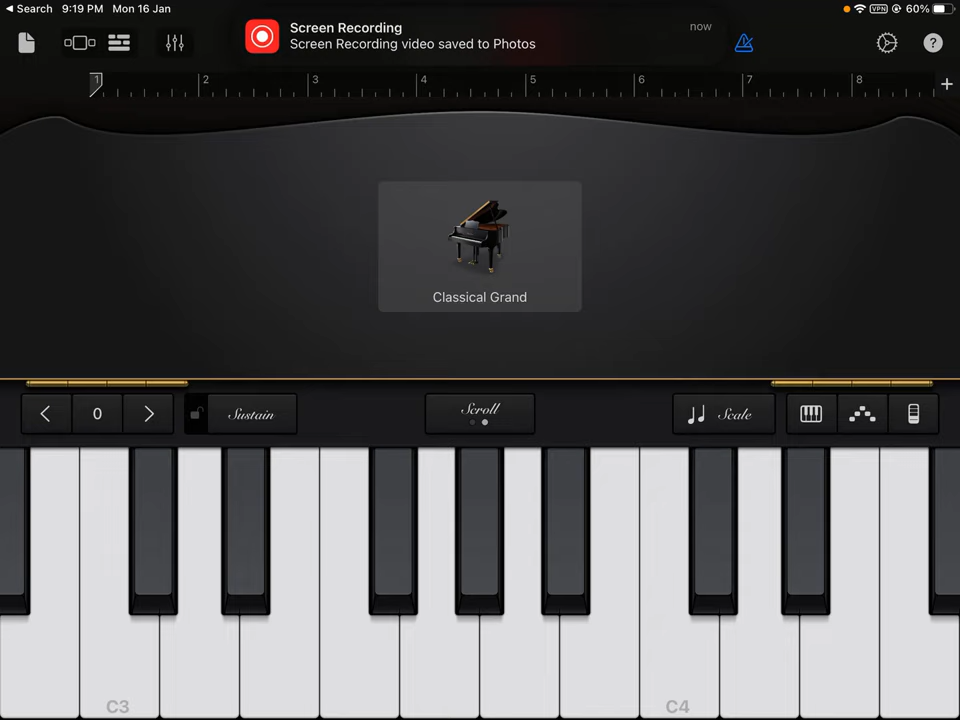 Search 9:19 PM Mon 16 Jan
VPN 60%
Screen Recording
now
Screen Recording video saved to Photos
?
1 2 3 4 5 6 7 8
Classical Grand
0 Sustain Scroll Scale
C3 C4